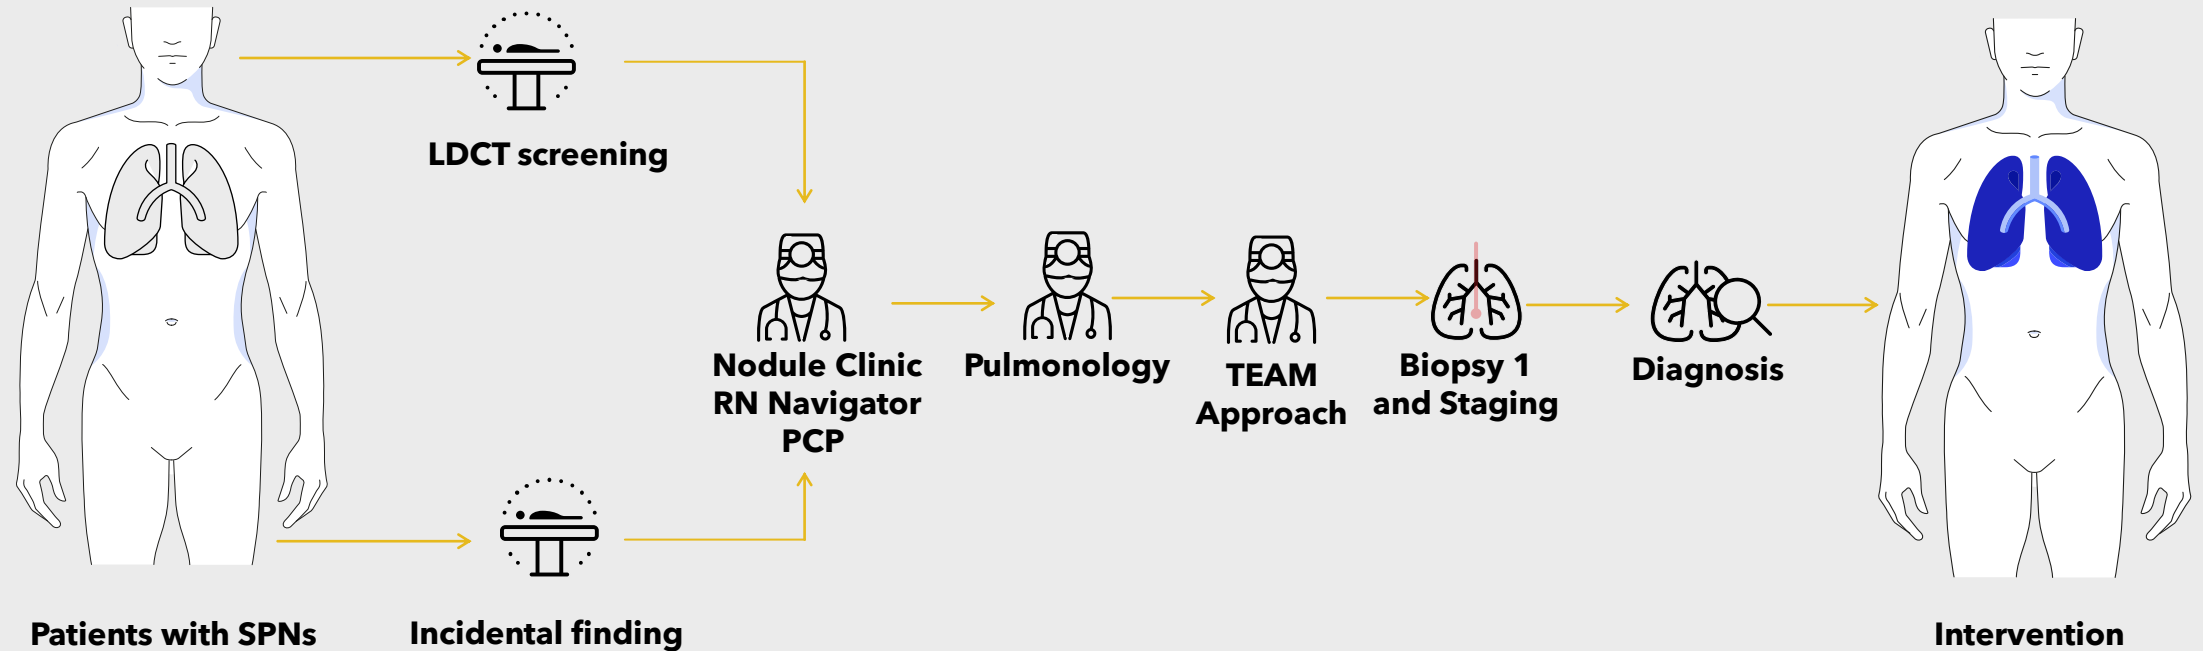 LDCT screening
Nodule Clinic
RN Navigator
PCP
Pulmonology
TEAM
Approach
Biopsy 1
and Staging
Diagnosis
Patients with SPNs
Incidental finding
Intervention